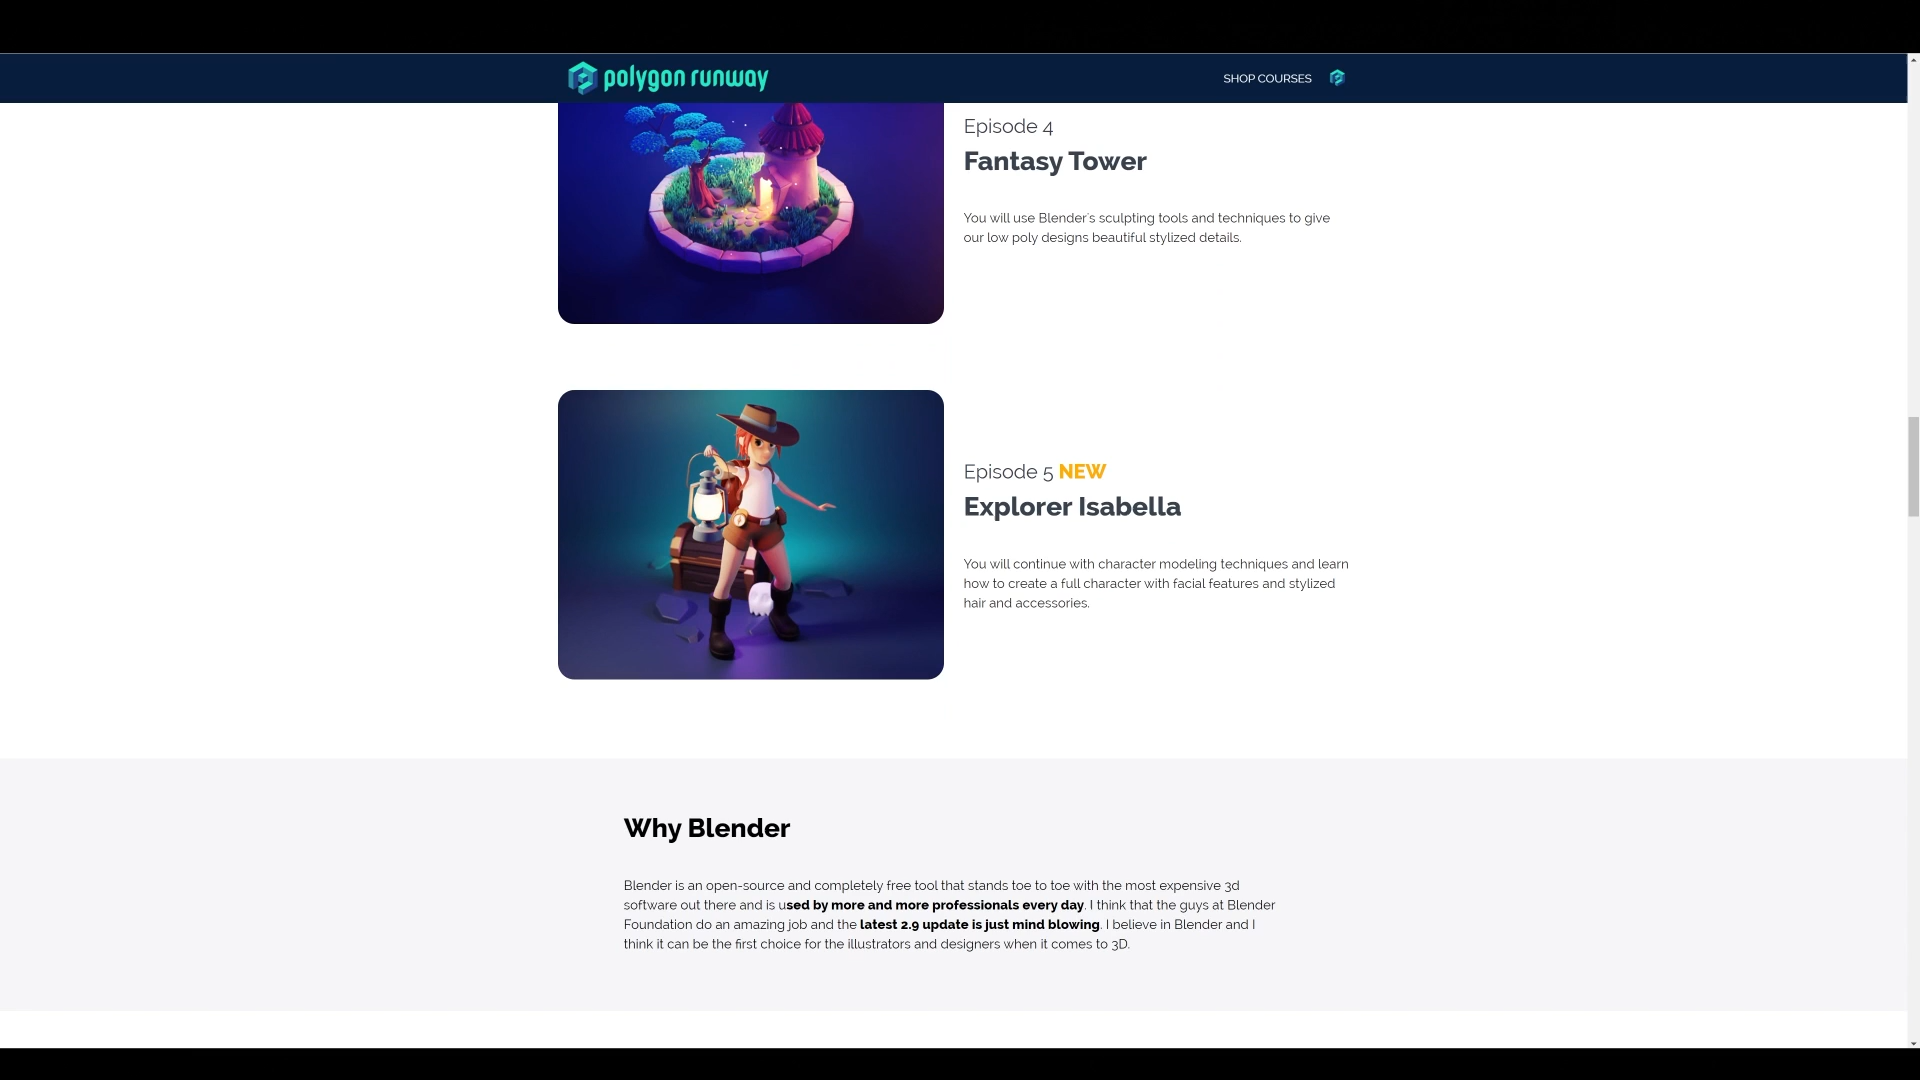 polygon runway
SHOP COURSES
Episode 4
Fantasy Tower
You will use Blender's sculpting tools and techniques to give
our low poly designs beautiful stylized details.
Episode 5 NEW
Explorer Isabella
You will continue with character modeling techniques and learn
how to create a full character with facial features and stylized
hair and accessories.
Why Blender
Blender is an open-source and completely free tool that stands toe to toe with the most expensive 3d
software out there and is used by more and more professionals every day. I think that the guys at Blender
Foundation do an amazing job and the latest 2.9 update is just mind blowing. I believe in Blender and I
think it can be the first choice for the illustrators and designers when it comes to 3D.